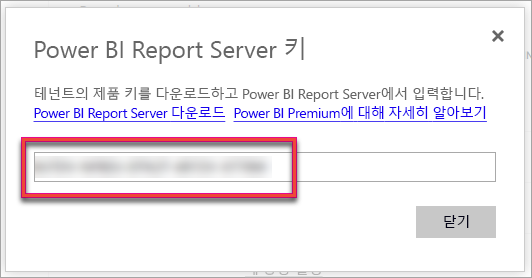 Power BI Report Server 키
테넌트의 제품 키를 다운로드하고 Power BI Report Server에서 입력합니다.
Power BI Report Server 다운로드 Power BI Premium에 대해 자세히 알아보기
닫기